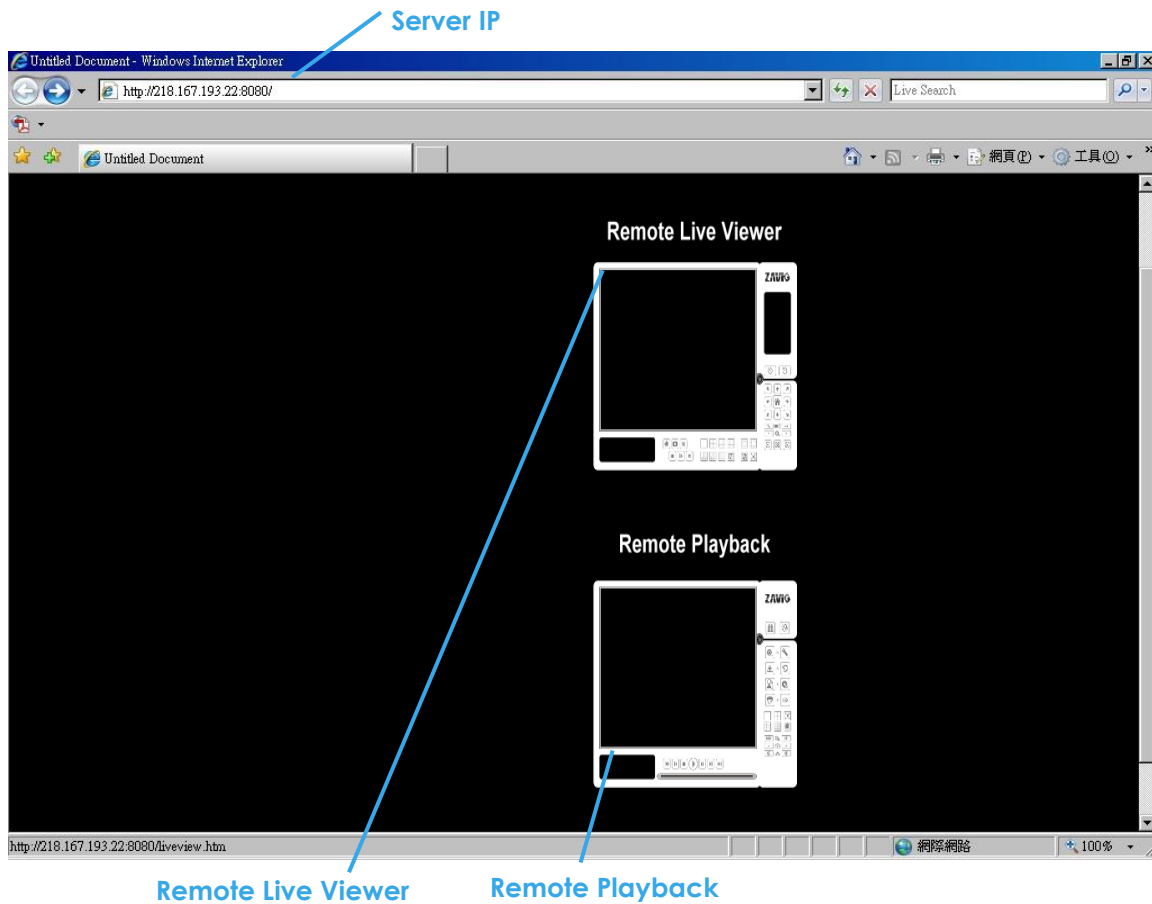 Server IP
Untitled Document - Windows Internet Explorer
http://218.167.193.22:8080/
Live Search
Untitled Document
網頁(P)
工具(O)
Remote Live Viewer
ZAVIO
Remote Playback
ZAVIO
http://218.167.193.22:8080/liveview.htm
網際網路
100%
Remote Live Viewer
Remote Playback